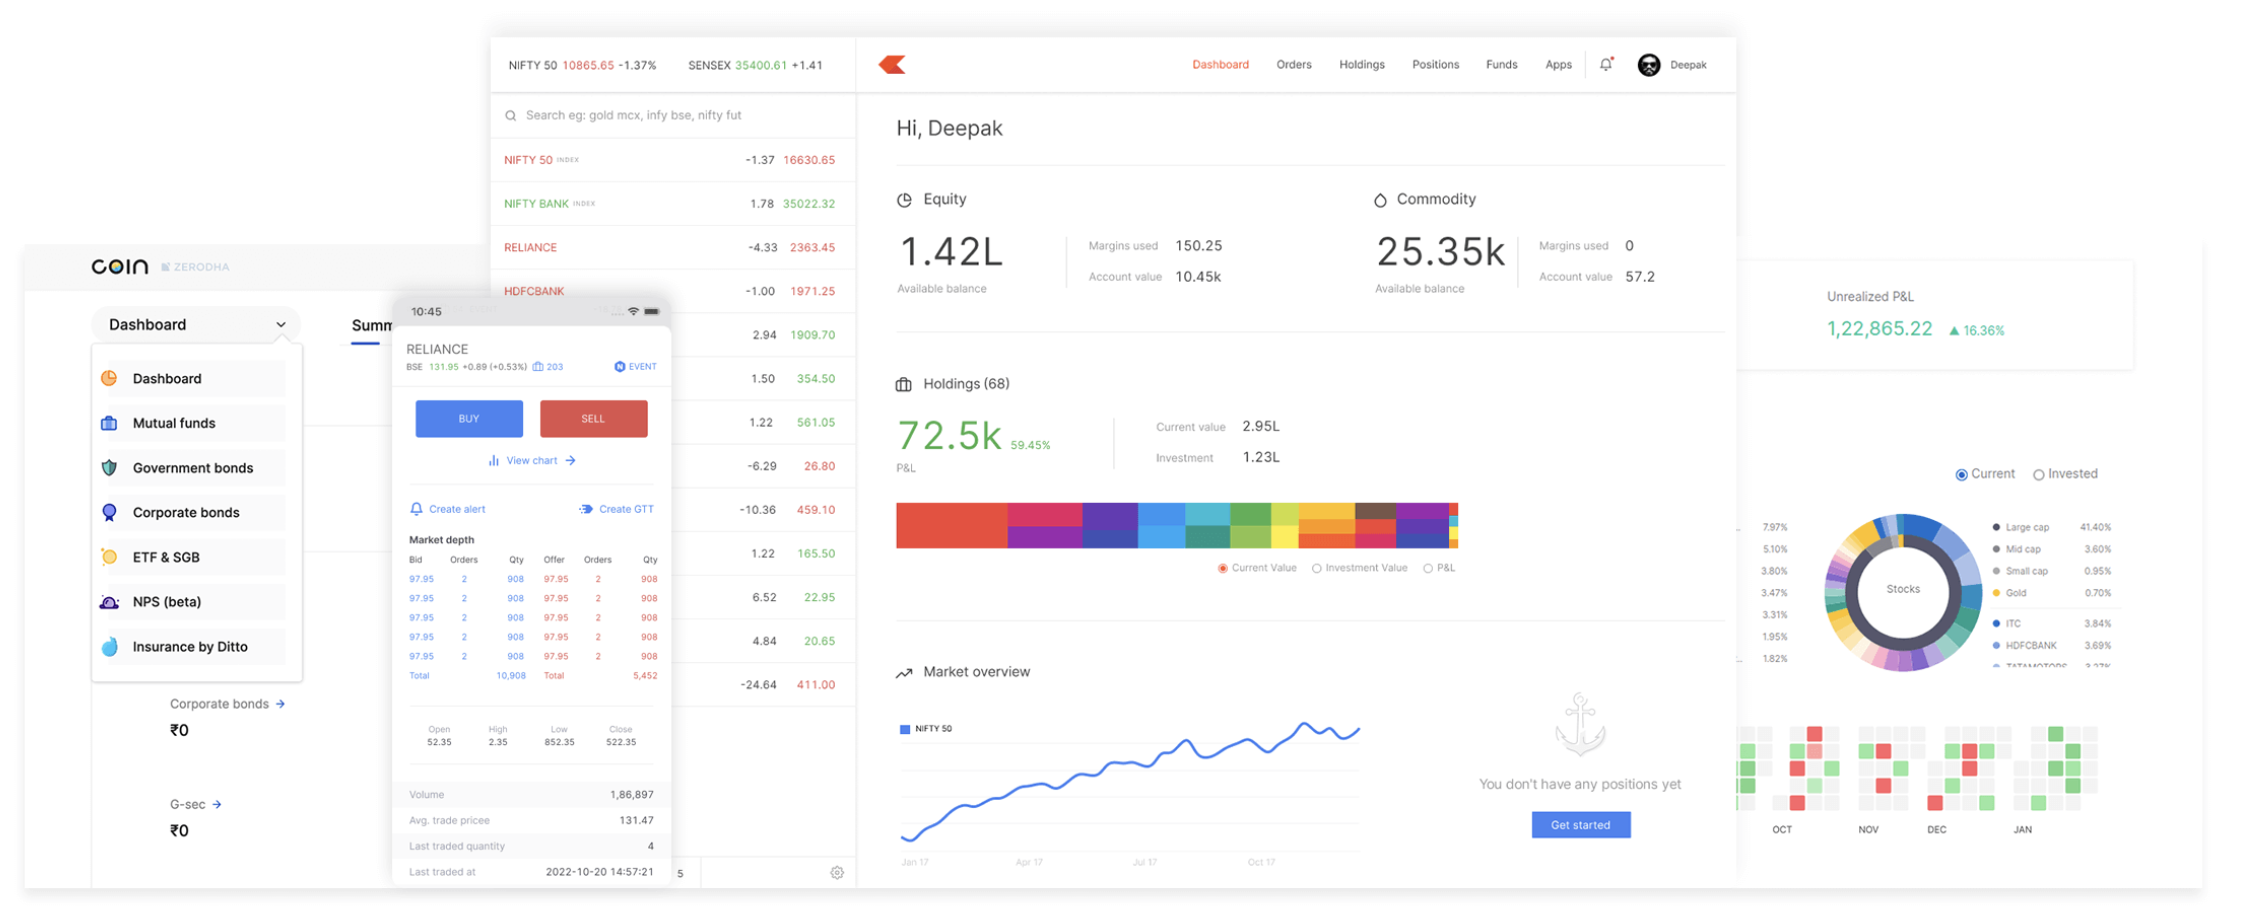 NIFTY 50 10865.65 -1.37% SENSEX 35400.61 +1.41
Dashboard Orders Holdings Positions Funds Apps Deepak
Search eg: gold mcx, infy bse, nifty fut
NIFTY 50 INDEX -1.37 16630.65
NIFTY BANK INDEX 1.78 35022.32
RELIANCE -4.33 2363.45
HDFCBANK -1.00 1971.25
2.94 1909.70
1.50 354.50
1.22 561.05
-6.29 26.80
-10.36 459.10
1.22 165.50
6.52 22.95
4.84 20.65
-24.64 411.00
5
Hi, Deepak
Equity
1.42L
Available balance
Margins used 150.25
Account value 10.45k
Commodity
25.35k
Available balance
Margins used 0
Account value 57.2
Holdings (68)
72.5k 59.45%
P&L
Current value 2.95L
Investment 1.23L
Current Value Investment Value P&L
Market overview
NIFTY 50
Jan 17 Apr 17 Jul 17 Oct 17
You don't have any positions yet
Get started
coin ZERODHA
Dashboard
Summ
Dashboard
Mutual funds
Government bonds
Corporate bonds
ETF & SGB
NPS (beta)
Insurance by Ditto
Corporate bonds →
₹0
G-sec →
₹0
10:45
RELIANCE
BSE 131.95 +0.89 (+0.53%) 203 EVENT
BUY SELL
View chart →
Create alert Create GTT
Market depth
Bid Orders Qty Offer Orders Qty
97.95 2 908 97.95 2 908
97.95 2 908 97.95 2 908
97.95 2 908 97.95 2 908
97.95 2 908 97.95 2 908
97.95 2 908 97.95 2 908
Total 10,908 Total 5,452
Open High Low Close
52.35 2.35 852.35 522.35
Volume 1,86,897
Avg. trade pricee 131.47
Last traded quantity 4
Last traded at 2022-10-20 14:57:21
Unrealized P&L
1,22,865.22 ▲ 16.36%
Current Invested
7.97%
5.10%
3.80%
3.47%
3.31%
1.95%
1.82%
Stocks
Large cap 41.40%
Mid cap 3.60%
Small cap 0.95%
Gold 0.70%
ITC 3.84%
HDFCBANK 3.69%
TATAMOTORS 3.27%
OCT NOV DEC JAN